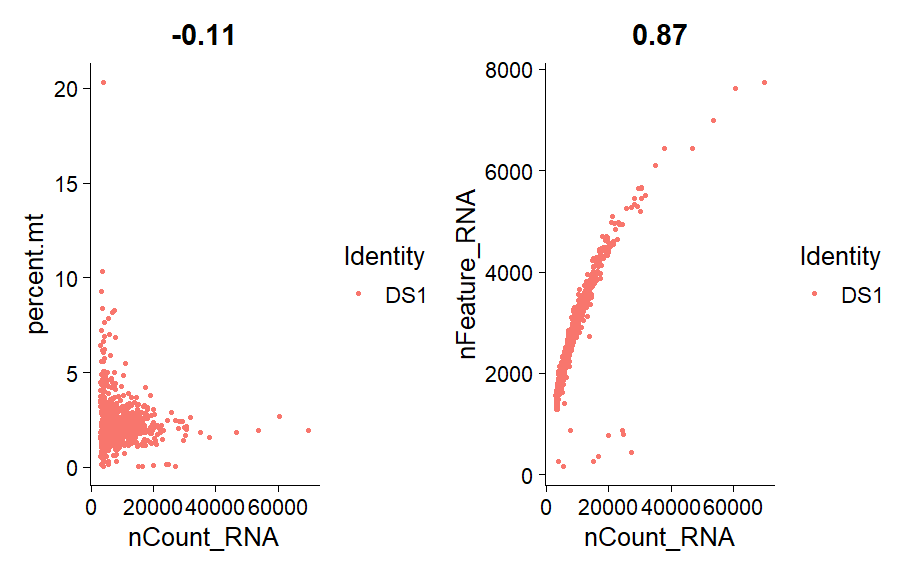 -0.11
20
15
10
5
0
percent.mt
0 20000 40000 60000
nCount_RNA
Identity
DS1
0.87
8000
6000
4000
2000
0
nFeature_RNA
0 20000 40000 60000
nCount_RNA
Identity
DS1